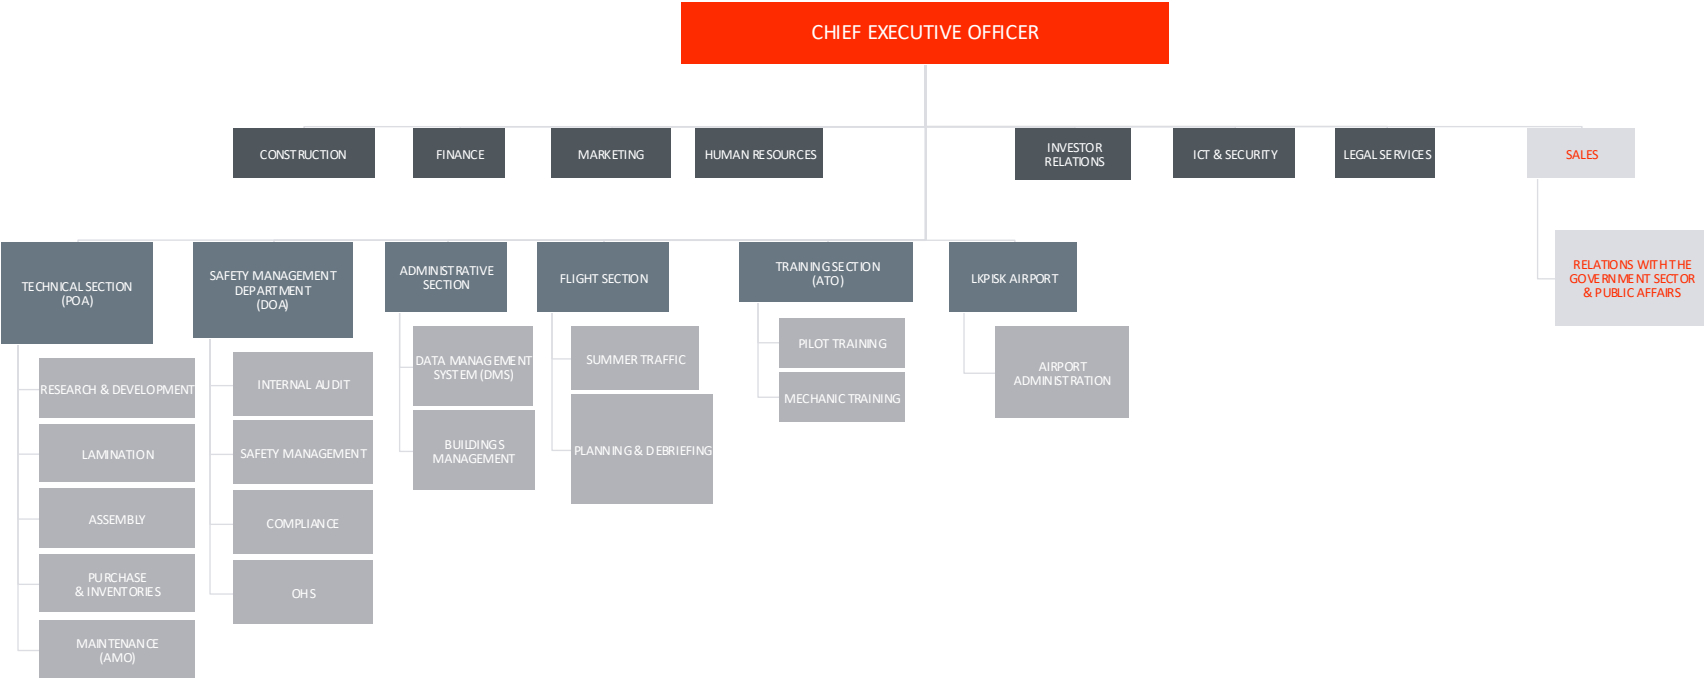 CHIEF EXECUTIVE OFFICER
CONSTRUCTION
FINANCE
MARKETING
HUMAN RESOURCES
INVESTOR
RELATIONS
ICT & SECURITY
LEGAL SERVICES
SALES
RELATIONS WITH THE
GOVERNMENT SECTOR
& PUBLIC AFFAIRS
TECHNICAL SECTION
(POA)
RESEARCH & DEVELOPMENT
LAMINATION
ASSEMBLY
PURCHASE
& INVENTORIES
MAINTENANCE
(AMO)
SAFETY MANAGEMENT
DEPARTMENT
(DOA)
INTERNAL AUDIT
SAFETY MANAGEMENT
COMPLIANCE
OHS
ADMINISTRATIVE
SECTION
DATA MANAGEMENT
SYSTEM (DMS)
BUILDINGS
MANAGEMENT
FLIGHT SECTION
SUMMER TRAFFIC
PLANNING & DEBRIEFING
TRAINING SECTION
(ATO)
PILOT TRAINING
MECHANIC TRAINING
LKPISK AIRPORT
AIRPORT
ADMINISTRATION